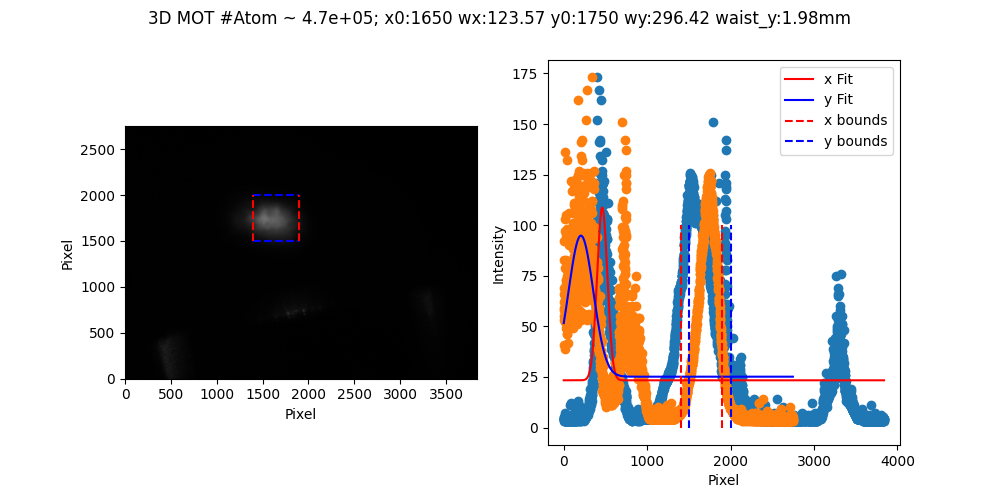 3D MOT #Atom ~ 4.7e+05; x0:1650 wx:123.57 y0:1750 wy:296.42 waist_y:1.98mm
2500
2000
1500
1000
500
0
Pixel
0 500 1000 1500 2000 2500 3000 3500
Pixel
175
150
125
100
75
50
25
0
Intensity
0 1000 2000 3000 4000
Pixel
x Fit
y Fit
x bounds
y bounds